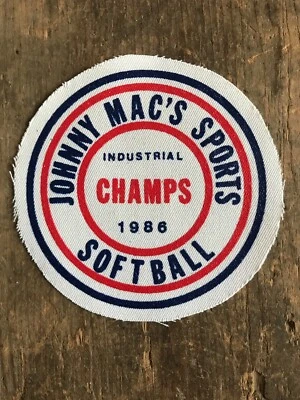 JOHNNY MAC'S SPORTS
INDUSTRIAL
CHAMPS
1986
SOFTBALL